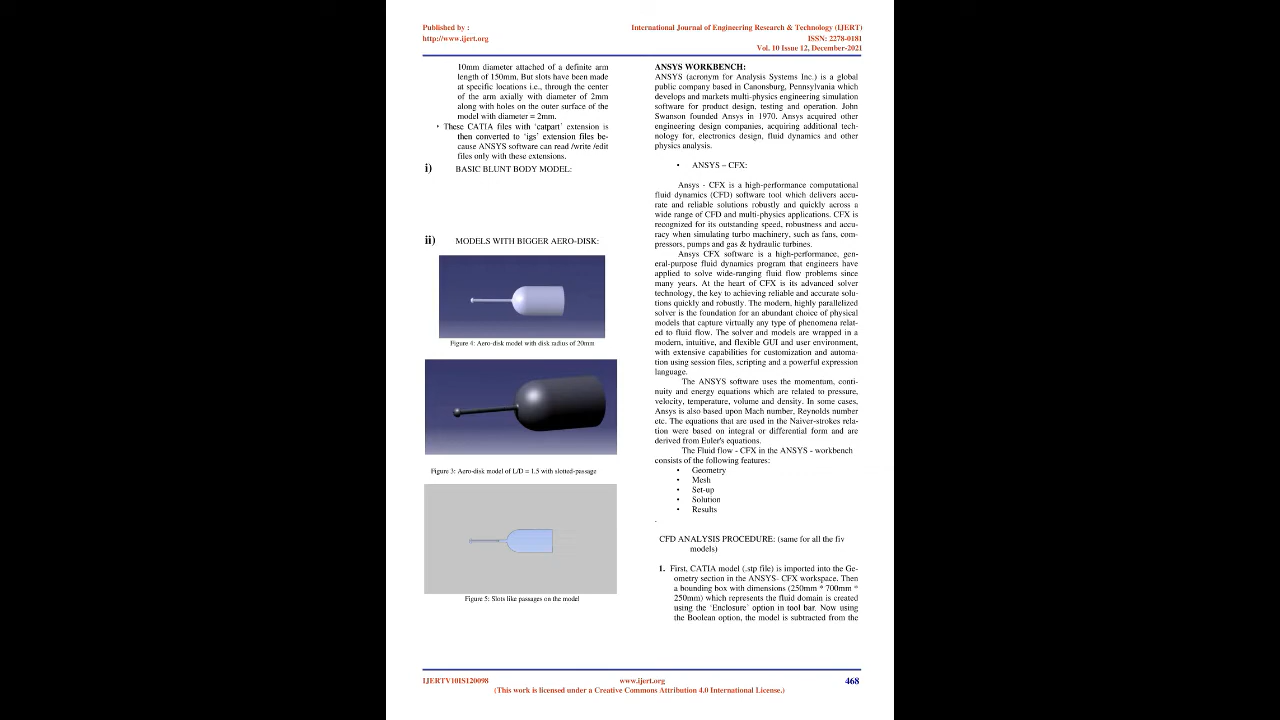 Published by :
http://www.ijert.org
International Journal of Engineering Research & Technology (IJERT)
ISSN: 2278-0181
Vol. 10 Issue 12, December-2021
10mm diameter attached of a definite arm
length of 150mm, But slots have been made
at specific locations i.e., through the center
of the arm axially with diameter of 2mm
along with holes on the outer surface of the
model with diameter = 2mm.
• These CATIA files with ‘catpart’ extension is
then converted to ‘igs’ extension files be-
cause ANSYS software can read /write /edit
files only with these extensions.
i) BASIC BLUNT BODY MODEL:
ii) MODELS WITH BIGGER AERO-DISK:
Figure 4: Aero-disk model with disk radius of 20mm
Figure 3: Aero-disk model of L/D = 1.5 with slotted-passage
Figure 5: Slots like passages on the model
ANSYS WORKBENCH:
ANSYS (acronym for Analysis Systems Inc.) is a global
public company based in Canonsburg, Pennsylvania which
develops and markets multi-physics engineering simulation
software for product design, testing and operation. John
Swanson founded Ansys in 1970. Ansys acquired other
engineering design companies, acquiring additional tech-
nology for, electronics design, fluid dynamics and other
physics analysis.
• ANSYS – CFX:
Ansys - CFX is a high-performance computational
fluid dynamics (CFD) software tool which delivers accu-
rate and reliable solutions robustly and quickly across a
wide range of CFD and multi-physics applications. CFX is
recognized for its outstanding speed, robustness and accu-
racy when simulating turbo machinery, such as fans, com-
pressors, pumps and gas & hydraulic turbines.
Ansys CFX software is a high-performance, gen-
eral-purpose fluid dynamics program that engineers have
applied to solve wide-ranging fluid flow problems since
many years. At the heart of CFX is its advanced solver
technology, the key to achieving reliable and accurate solu-
tions quickly and robustly. The modern, highly parallelized
solver is the foundation for an abundant choice of physical
models that capture virtually any type of phenomena relat-
ed to fluid flow. The solver and models are wrapped in a
modern, intuitive, and flexible GUI and user environment,
with extensive capabilities for customization and automa-
tion using session files, scripting and a powerful expression
language.
The ANSYS software uses the momentum, conti-
nuity and energy equations which are related to pressure,
velocity, temperature, volume and density. In some cases,
Ansys is also based upon Mach number, Reynolds number
etc. The equations that are used in the Naiver-strokes rela-
tion were based on integral or differential form and are
derived from Euler's equations.
The Fluid flow - CFX in the ANSYS - workbench
consists of the following features:
• Geometry
• Mesh
• Set-up
• Solution
• Results
.
CFD ANALYSIS PROCEDURE: (same for all the fiv
models)
1. First, CATIA model (.stp file) is imported into the Ge-
ometry section in the ANSYS- CFX workspace. Then
a bounding box with dimensions (250mm * 700mm *
250mm) which represents the fluid domain is created
using the ‘Enclosure’ option in tool bar. Now using
the Boolean option, the model is subtracted from the
IJERTV10IS120098
www.ijert.org
468
(This work is licensed under a Creative Commons Attribution 4.0 International License.)